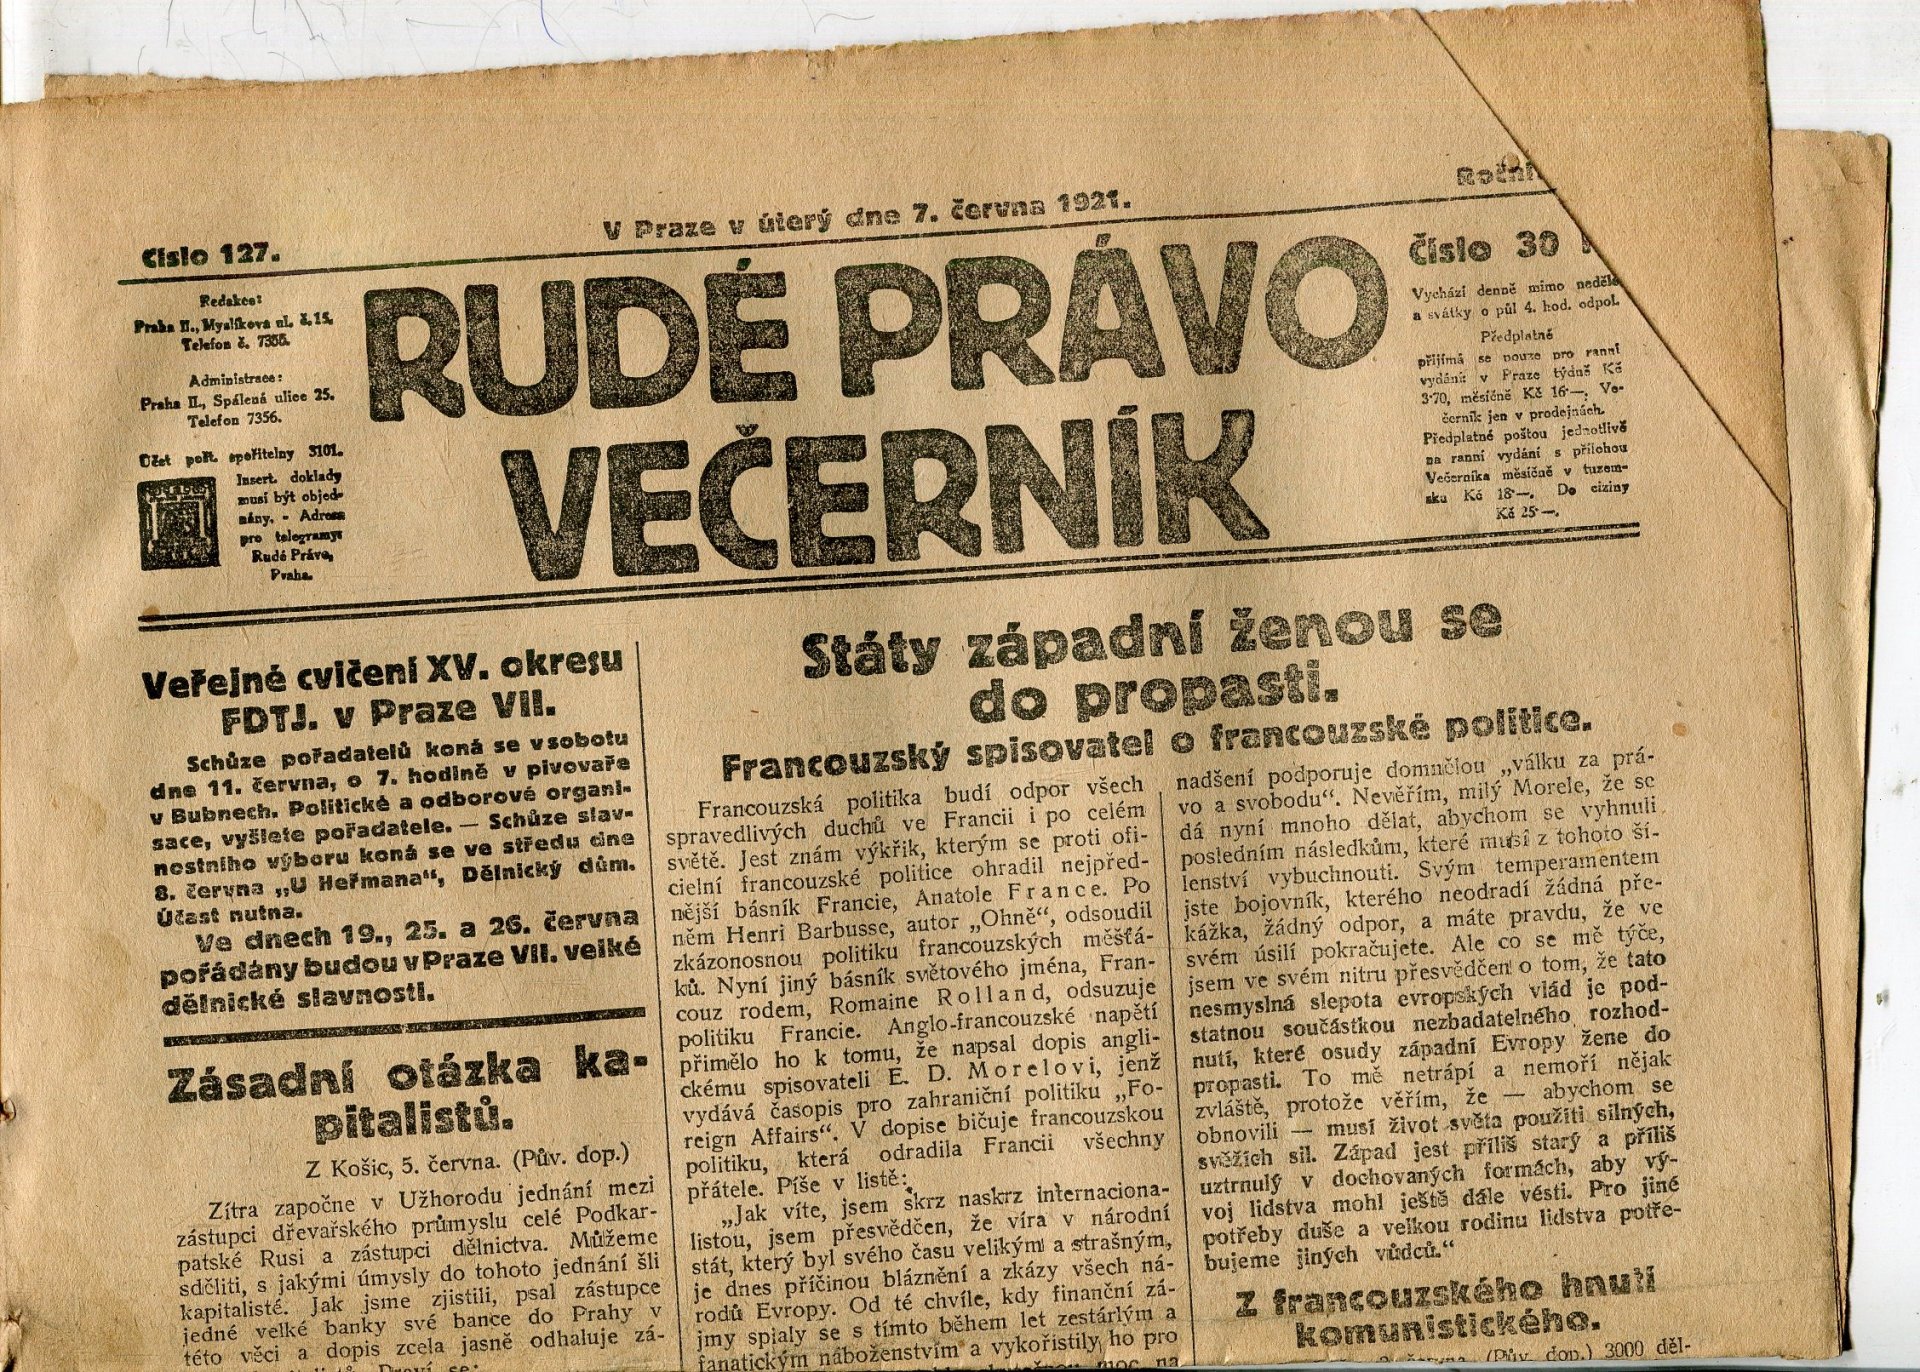 V Praze v úterý dne 7. června 1921.
Číslo 127.
Číslo 30
Redakce:
Praha II., Myslíkova ul. č. 15.
Telefon č. 7355.
Administrace:
Praha II., Spálená ulice 25.
Telefon 7356.
Účet pošt. spořitelny 3101.
Insert. doklady
musí být objed-
nány. - Adresa
pro telegramy:
Rudé Právo,
Praha.
RUDÉ PRÁVO
VEČERNÍK
Vychází denně mimo neděle
a svátky o půl 4. hod. odpol.
Předplatné
přijímá se pouze pro ranní
vydání: v Praze týdně Kč
3·70, měsíčně Kč 16·—. Ve-
černík jen v prodejnách.
Předplatné poštou jednotlivě
na ranní vydání s přílohou
Večerníka měsíčně v tuzem-
sku Kč 18·—. Do ciziny
Kč 25·—.
Veřejné cvičení XV. okresu
FDTJ. v Praze VII.
Schůze pořadatelů koná se v sobotu
dne 11. června, o 7. hodině v pivovaře
v Bubnech. Politické a odborové organi-
sace, vyšlete pořadatele. — Schůze slav-
nostního výboru koná se ve středu dne
8. června „U Heřmana“, Dělnický dům.
Účast nutna.
Ve dnech 19., 25. a 26. června
pořádány budou v Praze VII. velké
dělnické slavnosti.
Zásadní otázka ka-
pitalistů.
Z Košic, 5. června. (Pův. dop.)
Zítra započne v Užhorodu jednání mezi
zástupci dřevařského průmyslu celé Podkar-
patské Rusi a zástupci dělnictva. Můžeme
sděliti, s jakými úmysly do tohoto jednání šli
kapitalisté. Jak jsme zjistili, psal zástupce
jedné velké banky své bance do Prahy v
této věci a dopis zcela jasně odhaluje zá-
Praví se:
Státy západní ženou se
do propasti.
Francouzský spisovatel o francouzské politice.
Francouzská politika budí odpor všech
spravedlivých duchů ve Francii i po celém
světě. Jest znám výkřik, kterým se proti ofi-
cielní francouzské politice ohradil nejpřed-
nější básník Francie, Anatole France. Po
něm Henri Barbusse, autor „Ohně“, odsoudil
zkázonosnou politiku francouzských měšťá-
ků. Nyní jiný básník světového jména, Fran-
couz rodem, Romaine Rolland, odsuzuje
politiku Francie. Anglo-francouzské napětí
přimělo ho k tomu, že napsal dopis angli-
ckému spisovateli E. D. Morelovi, jenž
vydává časopis pro zahraniční politiku „Fo-
reign Affairs“. V dopise bičuje francouzskou
politiku, která odradila Francii všechny
přátele. Píše v listě:
„Jak víte, jsem skrz naskrz internaciona-
listou, jsem přesvědčen, že víra v národní
stát, který byl svého času velikým a strašným,
je dnes příčinou bláznění a zkázy všech ná-
rodů Evropy. Od té chvíle, kdy finanční zá-
jmy spjaly se s tímto během let zestárlým a
fanatickým náboženstvím a vykořistily ho pro
moc na
nadšení podporuje domnělou „válku za prá-
vo a svobodu“. Nevěřím, milý Morele, že se
dá nyní mnoho dělat, abychom se vyhnuli
posledním následkům, které musí z tohoto ší-
lenství vybuchnouti. Svým temperamentem
jste bojovník, kterého neodradí žádná pře-
kážka, žádný odpor, a máte pravdu, že ve
svém úsilí pokračujete. Ale co se mě týče,
jsem ve svém nitru přesvědčen o tom, že tato
nesmyslná slepota evropských vlád je pod-
statnou součástkou nezbadatelného rozhod-
nutí, které osudy západní Evropy žene do
propasti. To mě netrápí a nemoří nějak
zvláště, protože věřím, že — abychom se
obnovili — musí život světa použíti silných,
svěžích sil. Západ jest příliš starý a příliš
uztrnulý v dochovaných formách, aby vý-
voj lidstva mohl ještě dále vésti. Pro jiné
potřeby duše a velkou rodinu lidstva potře-
bujeme jiných vůdců.“
Z francouzského hnutí
komunistického.
června. (Pův. dop.) 3000 děl-